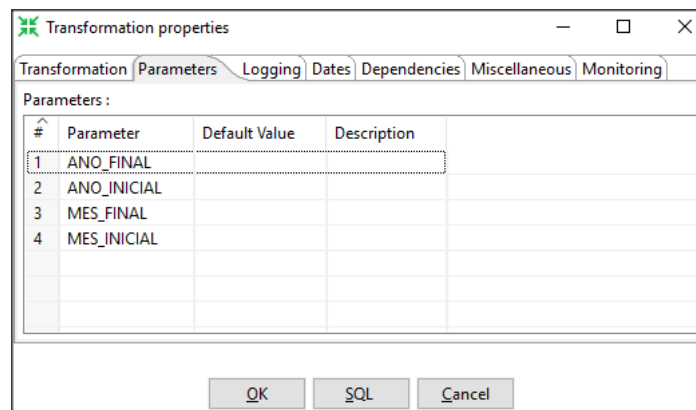 Transformation properties
Transformation Parameters Logging Dates Dependencies Miscellaneous Monitoring
Parameters :
# Parameter Default Value Description
1 ANO_FINAL
2 ANO_INICIAL
3 MES_FINAL
4 MES_INICIAL
OK SQL Cancel